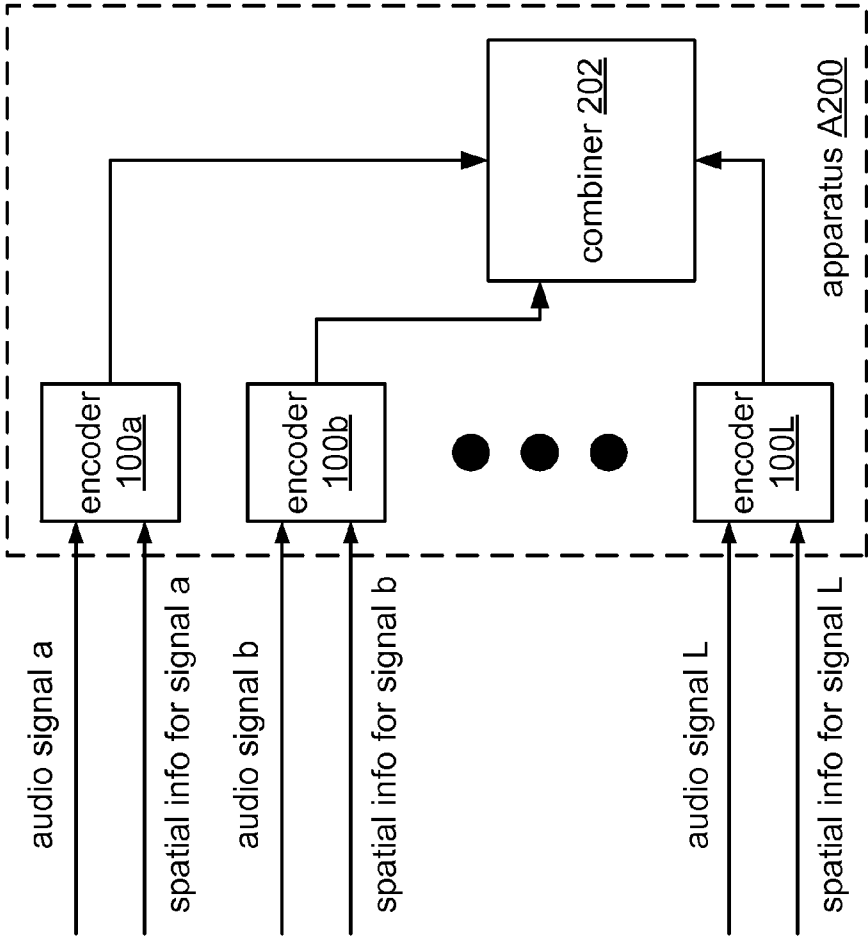 audio signal a
spatial info for signal a
encoder
100a
audio signal b
spatial info for signal b
encoder
100b
audio signal L
spatial info for signal L
encoder
100L
combiner 202
apparatus A200